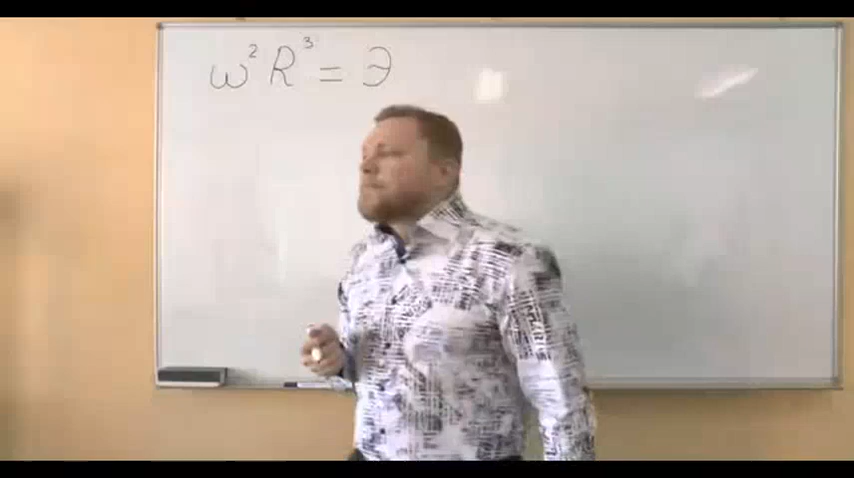 ω²R³ = Э